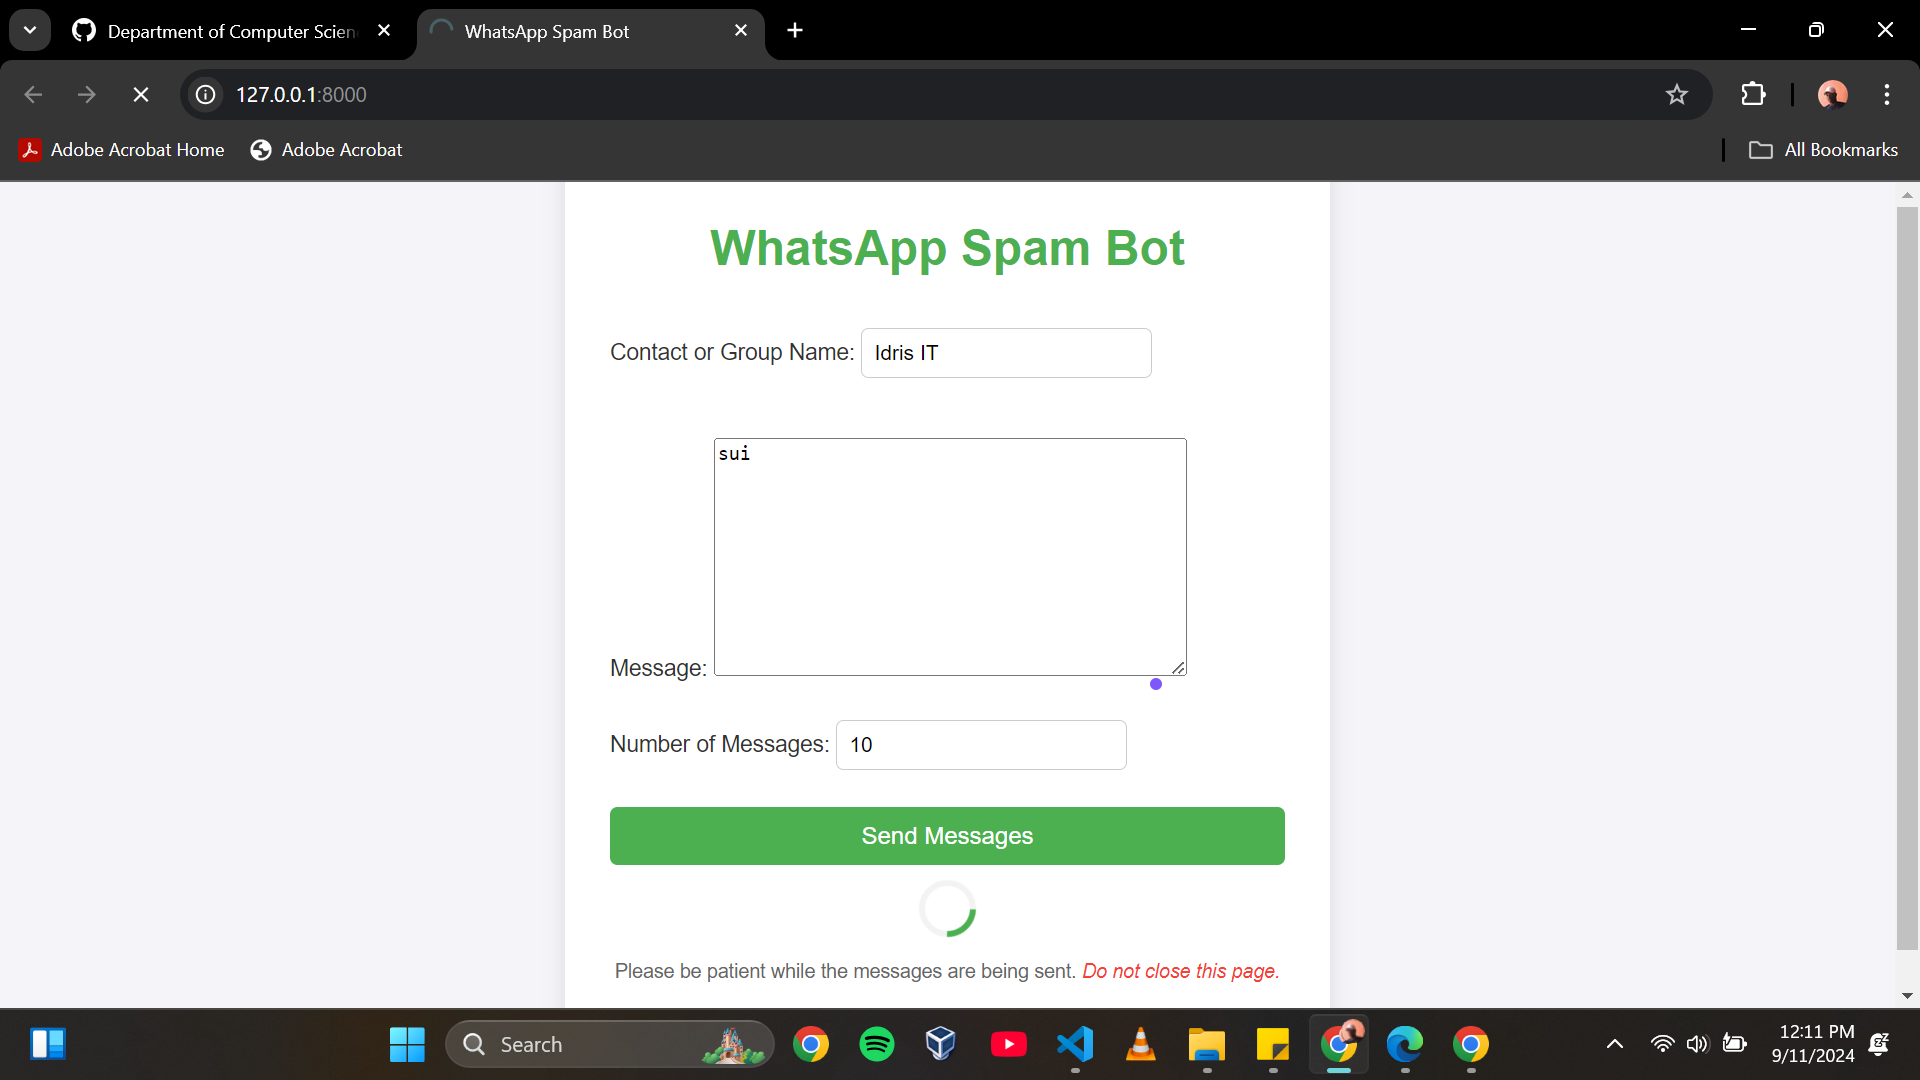 Department of Computer Scien
WhatsApp Spam Bot
127.0.0.1:8000
Adobe Acrobat Home
Adobe Acrobat
All Bookmarks
WhatsApp Spam Bot
Contact or Group Name: Idris IT
sui
Message:
Number of Messages: 10
Send Messages
Please be patient while the messages are being sent. Do not close this page.
Search
12:11 PM
9/11/2024